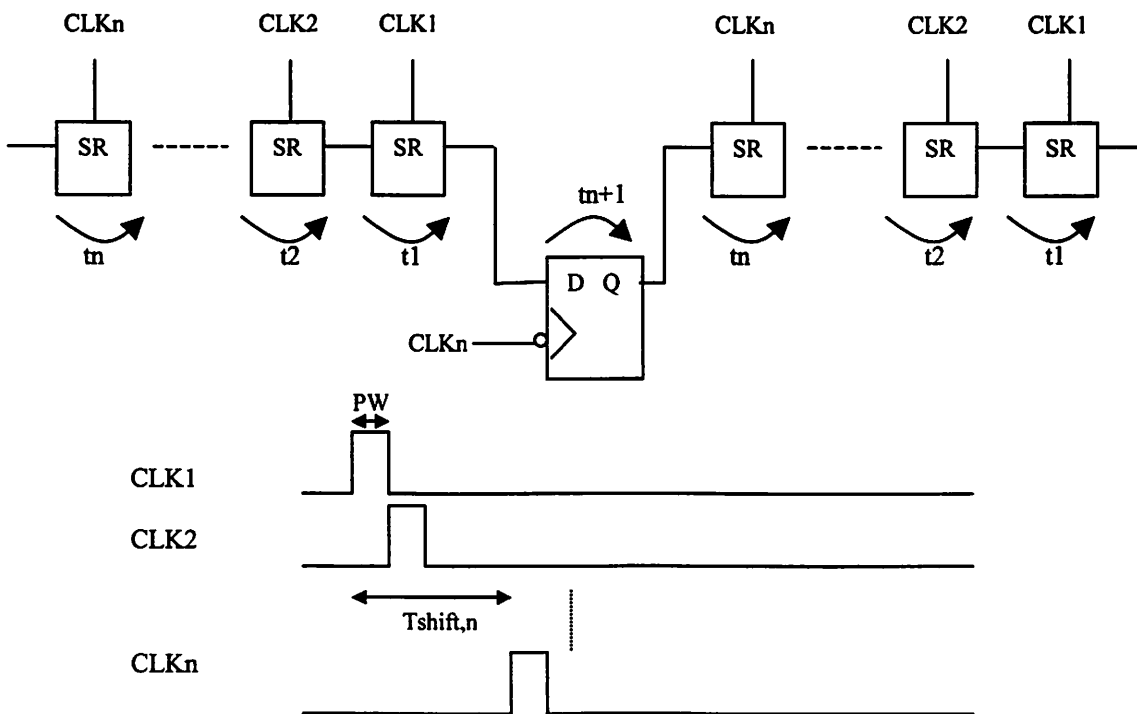 CLKn CLK2 CLK1 CLKn CLK2 CLK1
SR SR SR SR SR SR
tn+1
tn t2 t1 tn t2 t1
D Q
CLKn
PW
CLK1
CLK2
Tshift,n
CLKn